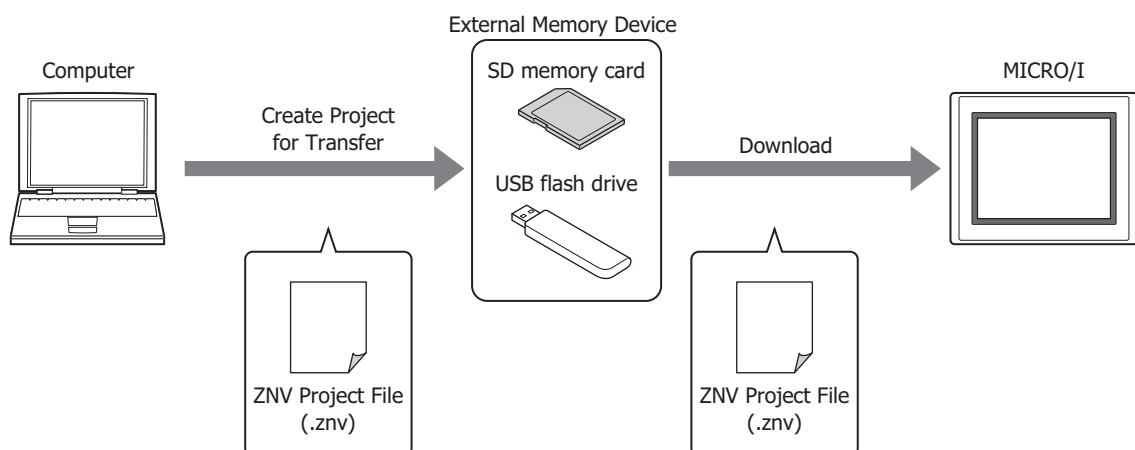 External Memory Device
Computer
SD memory card
MICRO/I
Create Project
for Transfer
Download
USB flash drive
ZNV Project File
(.znv)
ZNV Project File
(.znv)